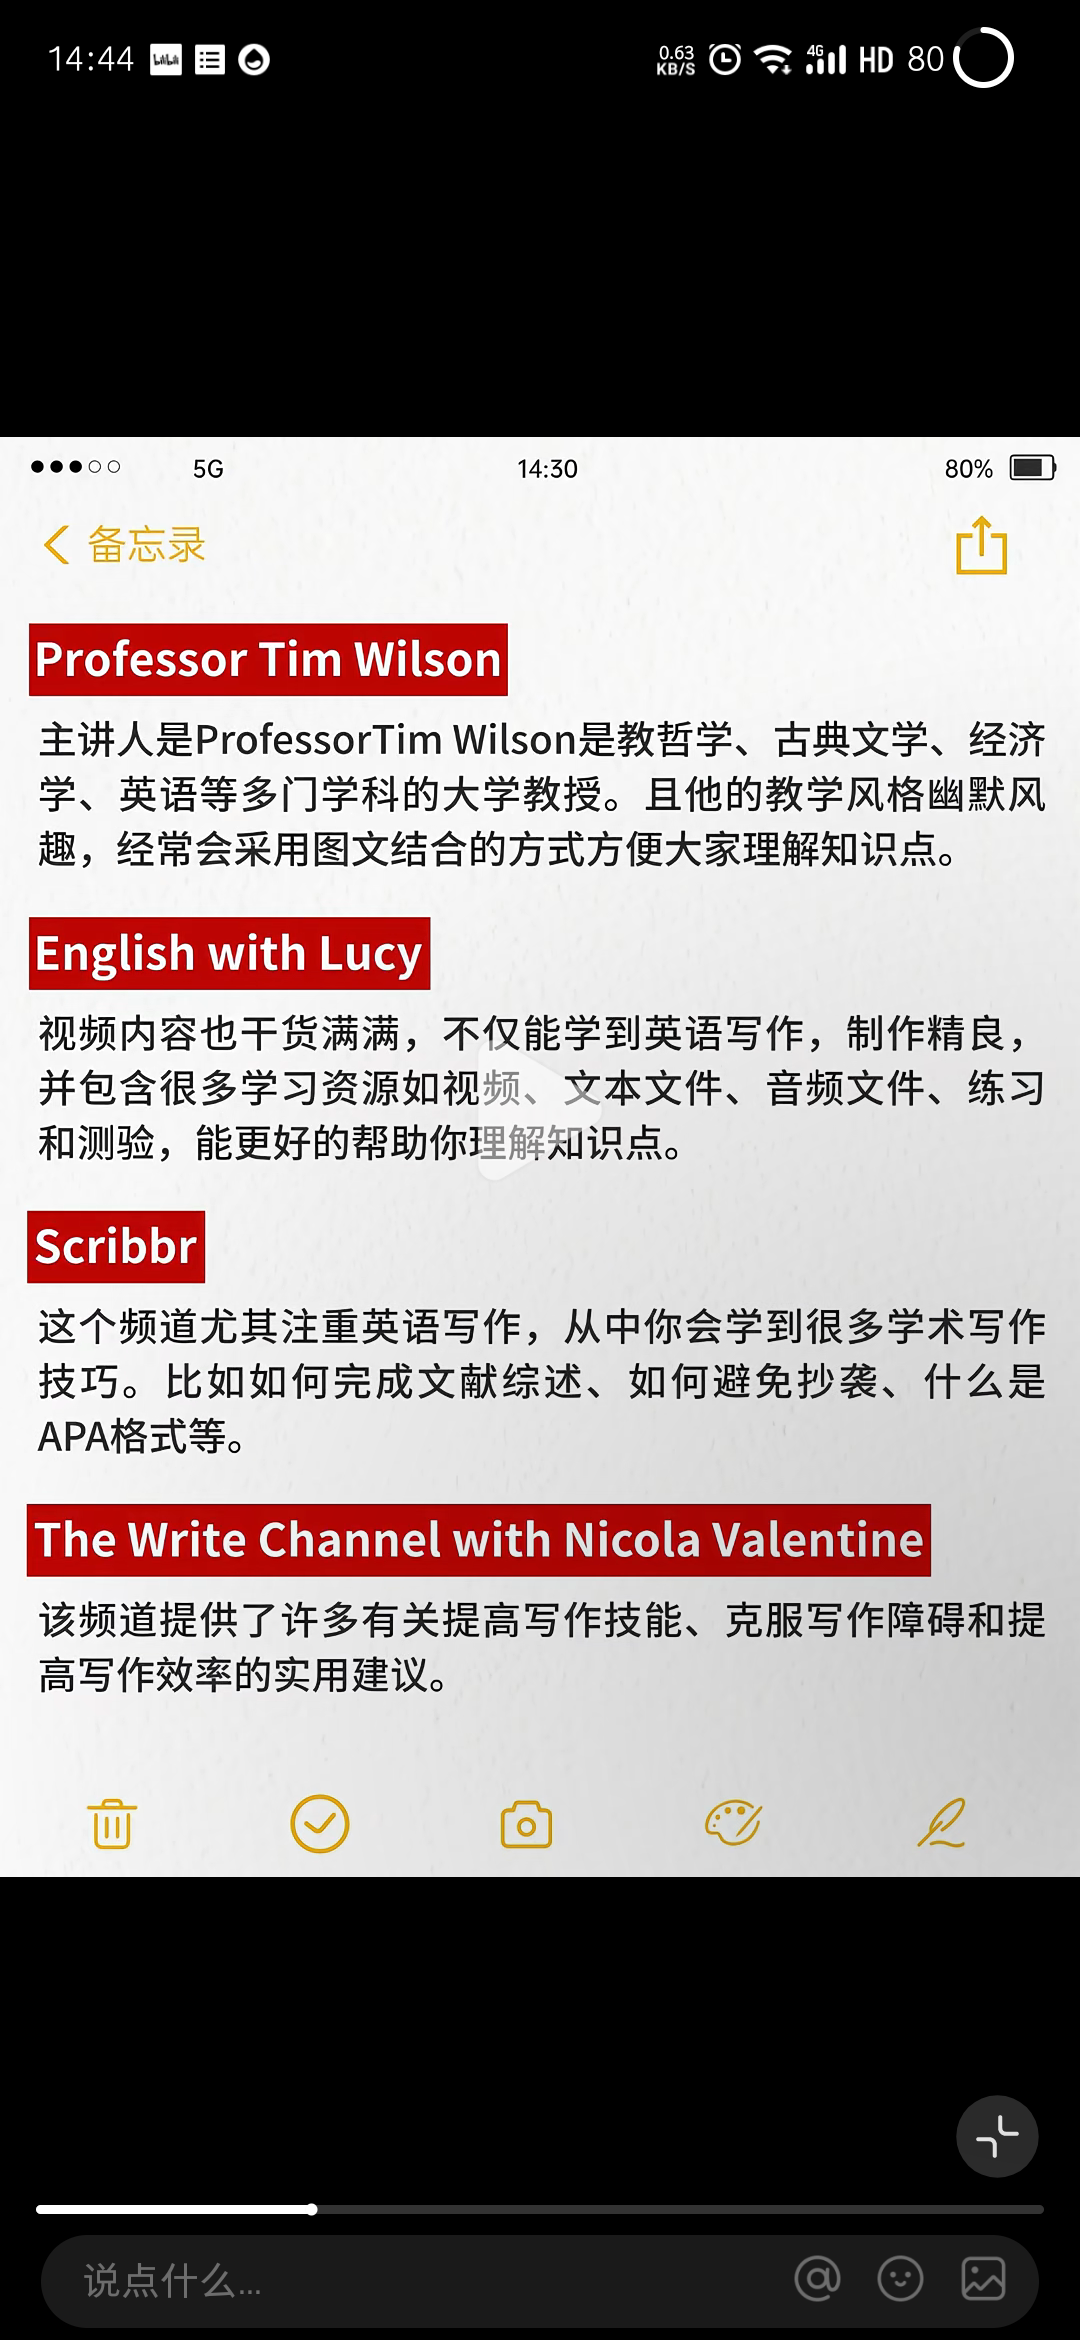 14:44 bilibili 0.63 KB/S 4G HD 80
5G 14:30 80%
备忘录
Professor Tim Wilson
主讲人是ProfessorTim Wilson是教哲学、古典文学、经济
学、英语等多门学科的大学教授。且他的教学风格幽默风
趣，经常会采用图文结合的方式方便大家理解知识点。
English with Lucy
视频内容也干货满满，不仅能学到英语写作，制作精良，
并包含很多学习资源如视频、文本文件、音频文件、练习
和测验，能更好的帮助你理解知识点。
Scribbr
这个频道尤其注重英语写作，从中你会学到很多学术写作
技巧。比如如何完成文献综述、如何避免抄袭、什么是
APA格式等。
The Write Channel with Nicola Valentine
该频道提供了许多有关提高写作技能、克服写作障碍和提
高写作效率的实用建议。
说点什么...